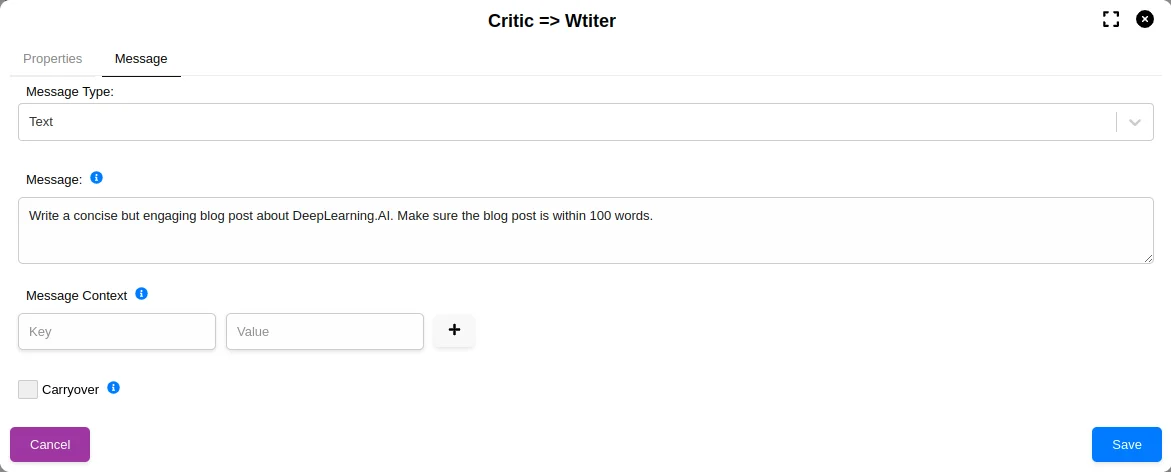 Critic => Wtiter
Properties
Message
Message Type:
Text
Message:
Write a concise but engaging blog post about DeepLearning.AI. Make sure the blog post is within 100 words.
Message Context
Key
Value
Carryover
Cancel
Save